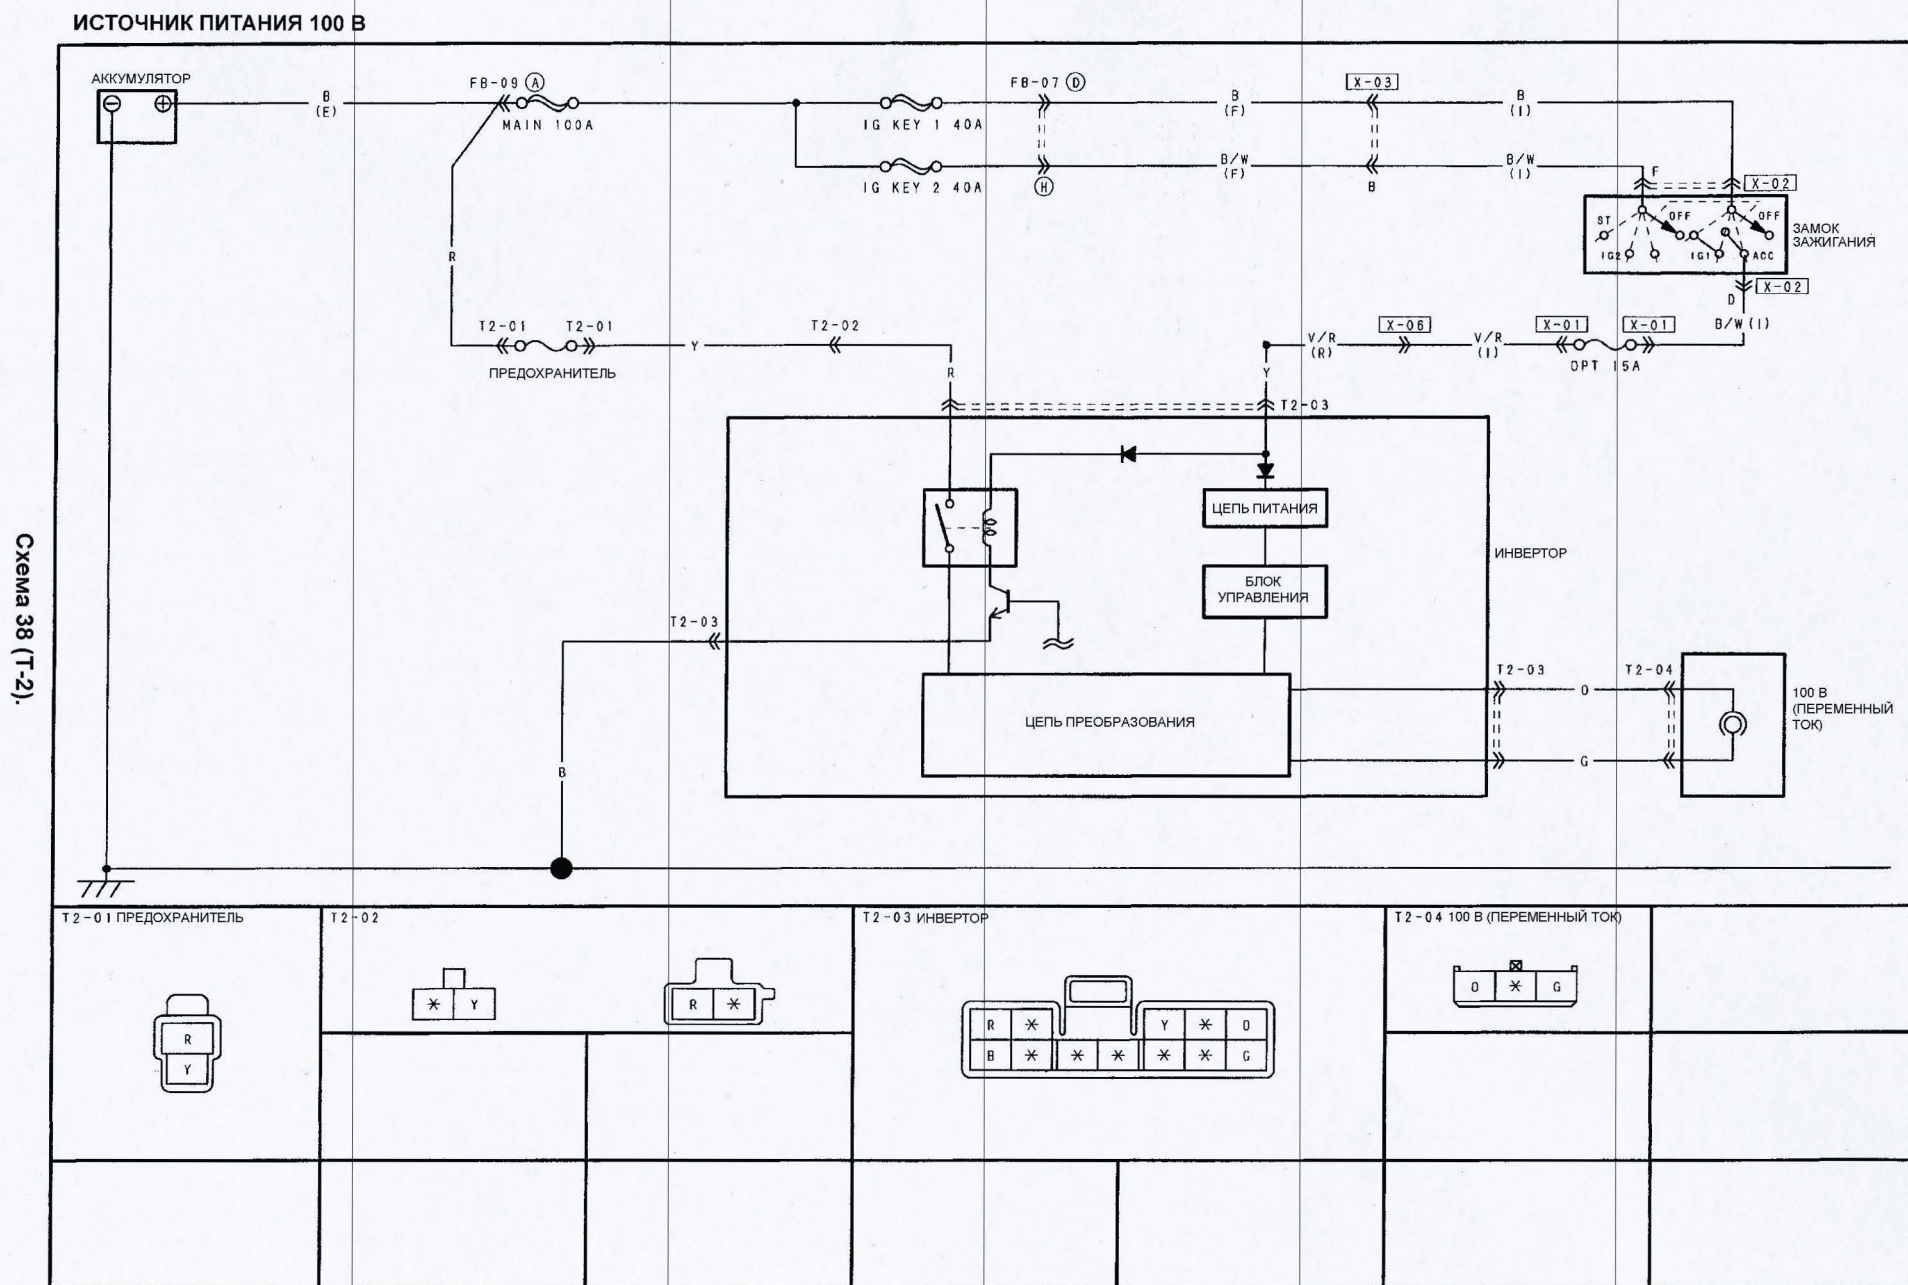 ИСТОЧНИК ПИТАНИЯ 100 В
АККУМУЛЯТОР
B
(E)
FB-09 A
MAIN 100A
IG KEY 1 40A
FB-07 D
B
(F)
X-03
B
(I)
IG KEY 2 40A
H
B/W
(F)
B
B/W
(I)
F
X-02
ST
OFF
OFF
IG2
IG1
ACC
ЗАМОК
ЗАЖИГАНИЯ
D
X-02
B/W (I)
R
T2-01
T2-01
ПРЕДОХРАНИТЕЛЬ
Y
T2-02
R
Y
V/R
(R)
X-06
V/R
(I)
X-01
X-01
OPT 15A
T2-03
ЦЕПЬ ПИТАНИЯ
БЛОК
УПРАВЛЕНИЯ
ИНВЕРТОР
T2-03
B
ЦЕПЬ ПРЕОБРАЗОВАНИЯ
T2-03
T2-04
O
G
100 В
(ПЕРЕМЕННЫЙ
ТОК)
Схема 38 (Т-2).
T2-01 ПРЕДОХРАНИТЕЛЬ
R
Y
T2-02
* Y
R *
T2-03 ИНВЕРТОР
R * Y * O
B * * * * * G
T2-04 100 В (ПЕРЕМЕННЫЙ ТОК)
O * G